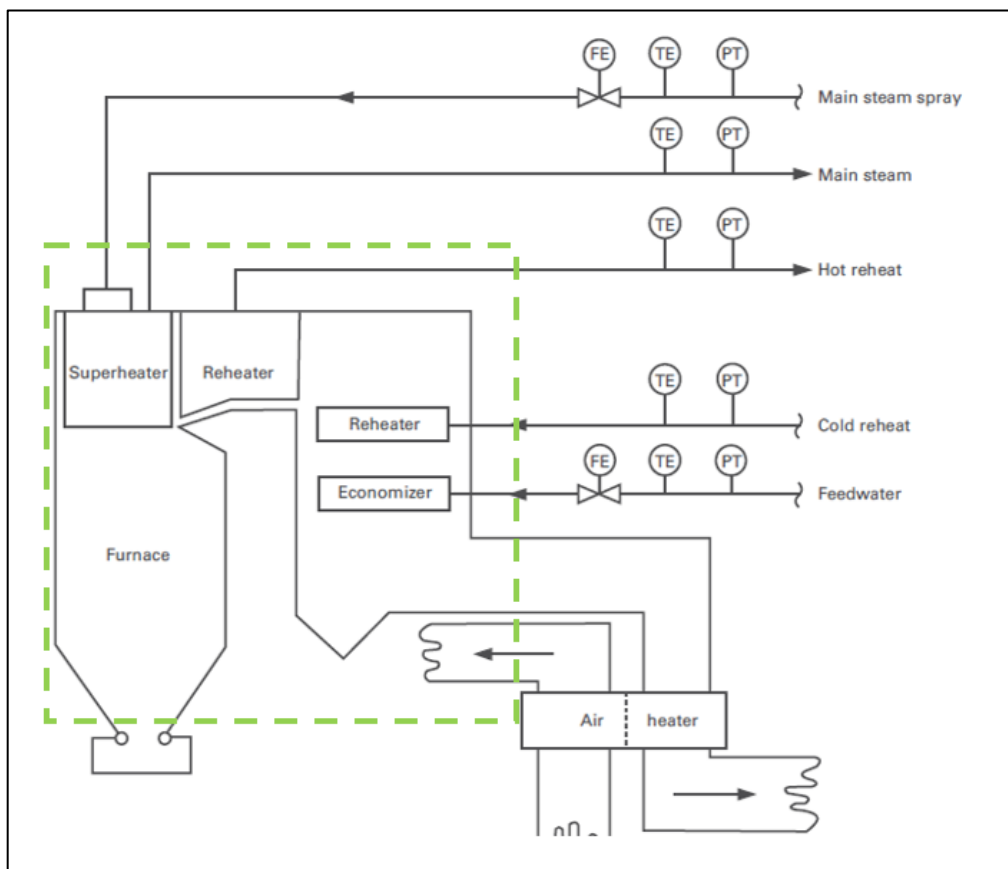 FE TE PT
Main steam spray
TE PT
Main steam
TE PT
Hot reheat
Superheater Reheater
TE PT
Reheater Cold reheat
FE TE PT
Economizer Feedwater
Furnace
Air heater